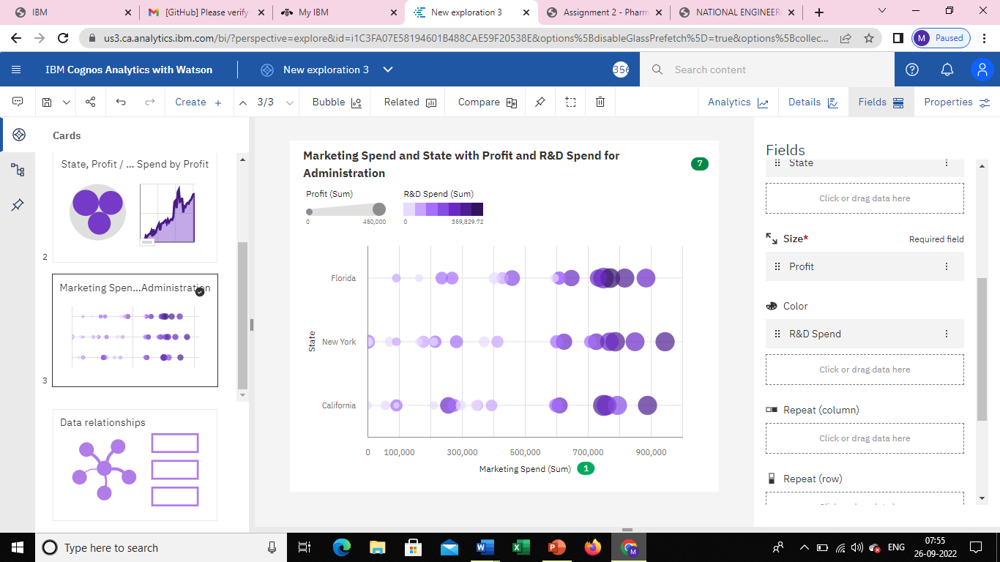 IBM
[GitHub] Please verify
My IBM
New exploration 3
Assignment 2 - Pharm
NATIONAL ENGINEERI
us3.ca.analytics.ibm.com/bi/?perspective=explore&id=i1C3FA07E58194601B488CAE59F20538E&options%5BdisableGlassPrefetch%5D=true&options%5Bcollec...
M Paused
IBM Cognos Analytics with Watson
New exploration 3
356
Search content
Create +
3/3
Bubble
Related
Compare
Analytics
Details
Fields
Properties
Cards
State, Profit / ... Spend by Profit
2
Marketing Spen...Administration
3
Data relationships
Marketing Spend and State with Profit and R&D Spend for
Administration
7
Profit (Sum)
0 460,000
R&D Spend (Sum)
0 359,829.72
State
Florida
New York
California
0 100,000 300,000 500,000 700,000 900,000
Marketing Spend (Sum) 1
Fields
State
Click or drag data here
Size* Required field
Profit
Color
R&D Spend
Click or drag data here
Repeat (column)
Click or drag data here
Repeat (row)
Type here to search
ENG
07:55
26-09-2022